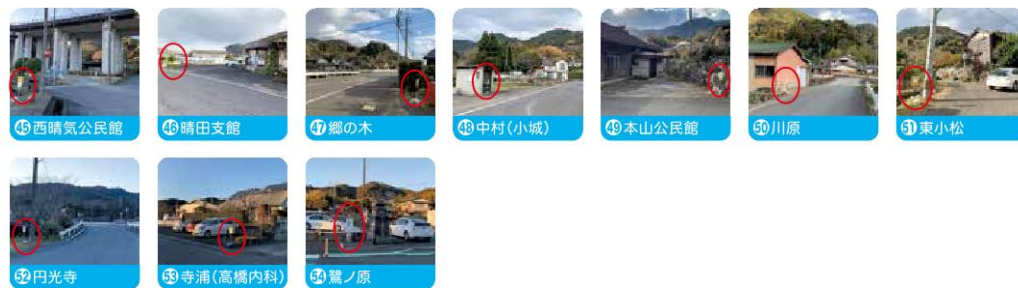 ㊺西晴気公民館
㊻晴田支館
㊼郷の木
㊽中村(小城)
㊾本山公民館
㊿川原
51東小松
52円光寺
53寺浦(高橋内科)
54鷺ノ原